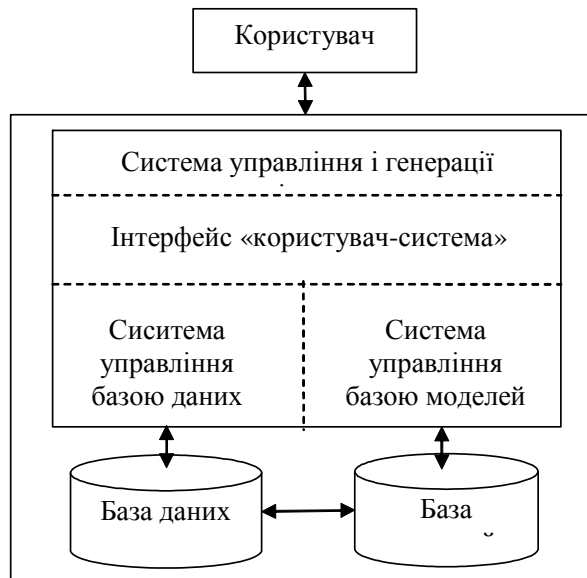 Користувач
Система управління і генерації
Інтерфейс «користувач-система»
Сиситема
управління
базою даних
Система
управління
базою моделей
База даних
База